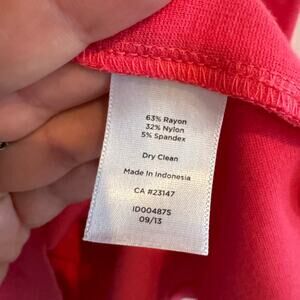 63% Rayon
32% Nylon
5% Spandex
Dry Clean
Made in Indonesia
CA #23147
ID004875
09/13